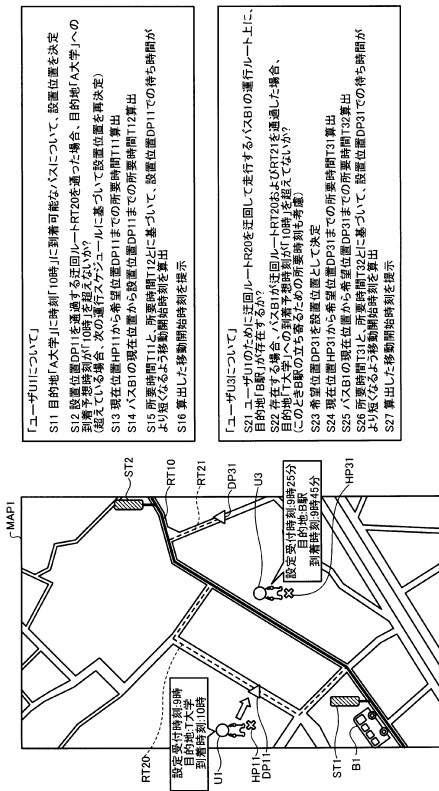 「ユーザU1について」
S11 目的地「A大学」に時刻「10時」に到着可能なバスについて、設置位置を決定
S12 設置位置DP11を通過する迂回ルートRT20を通った場合、目的地「A大学」への
到着予想時刻が「10時」を超えないか?
(超えている場合、次の運行スケジュールに基づいて設置位置を再決定)
S13 現在位置HP11から希望位置DP11までの所要時間T11算出
S14 バスB1の現在位置から設置位置DP11までの所要時間T12算出
S15 所要時間T11と、所要時間T12とに基づいて、設置位置DP11での待ち時間が
より短くなるよう移動開始時刻を算出
S16 算出した移動開始時刻を提示
「ユーザU3について」
S21 ユーザU1のために迂回ルートR20を迂回して走行するバスB1の運行ルート上に、
目的地「B駅」が存在するか?
S22 存在する場合、バスB1が迂回ルートRT20およびRT21を通過した場合、
目的地「T大学」への到着予想時刻が「10時」を超えてないか?
(このときB駅の立ち寄るための所要時刻も考慮)
S23 希望位置DP31を設置位置として決定
S24 現在位置HP31から希望位置DP31までの所要時間T31算出
S25 バスB1の現在位置から希望位置DP31までの所要時間T32算出
S26 所要時間T31と、所要時間T32とに基づいて、設置位置DP31での待ち時間が
より短くなるよう移動開始時刻を算出
S27 算出した移動開始時刻を提示
MAP1
ST2
RT10
RT21
DP31
U3
設定受付時刻:9時25分
目的地:B駅
到着時刻:9時45分
HP31
RT20
設定受付時刻:9時
目的地:T大学
到着時刻:10時
U1
HP11
DP11
ST1
B1